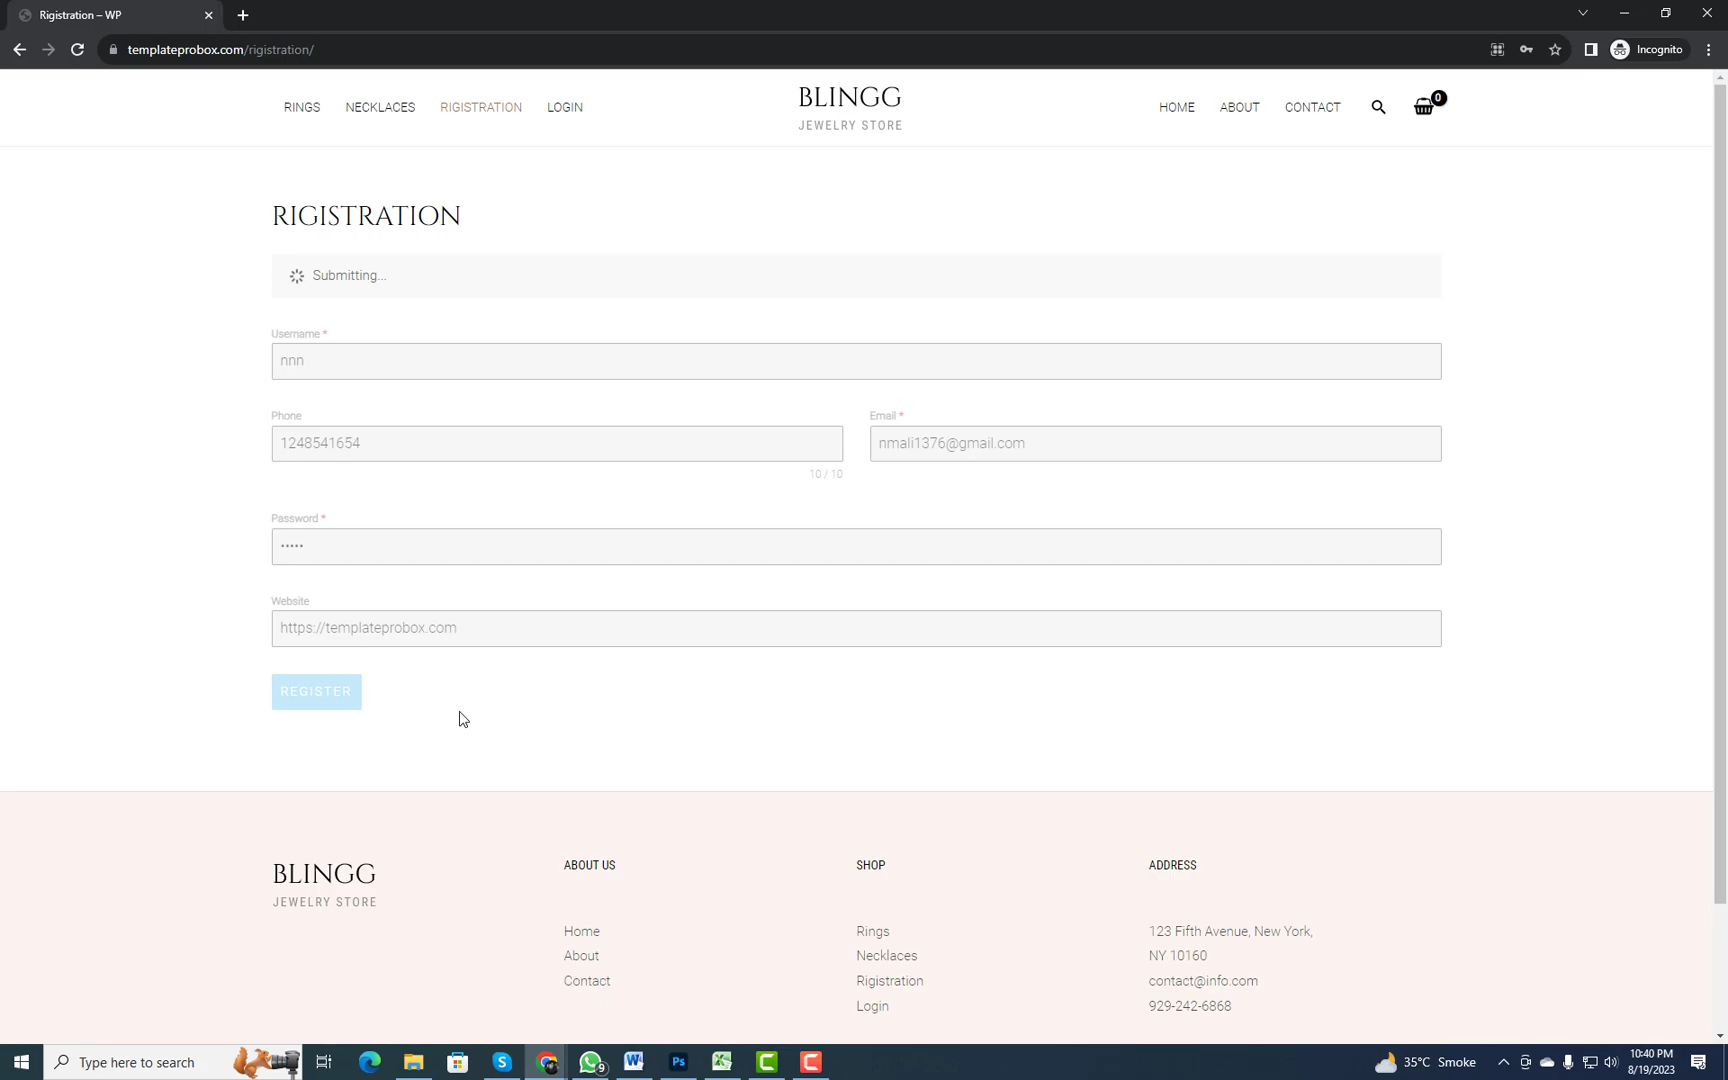 Rigistration – WP
templateprobox.com/rigistration/
Incognito
RINGS NECKLACES RIGISTRATION LOGIN
BLINGG
JEWELRY STORE
HOME ABOUT CONTACT
0
RIGISTRATION
Submitting...
Username *
nnn
Phone
1248541654
10 / 10
Email *
nmali1376@gmail.com
Password *
•••••
Website
https://templateprobox.com
REGISTER
BLINGG
JEWELRY STORE
ABOUT US
Home
About
Contact
SHOP
Rings
Necklaces
Rigistration
Login
ADDRESS
123 Fifth Avenue, New York,
NY 10160
contact@info.com
929-242-6868
Type here to search
9
35°C Smoke
10:40 PM
8/19/2023